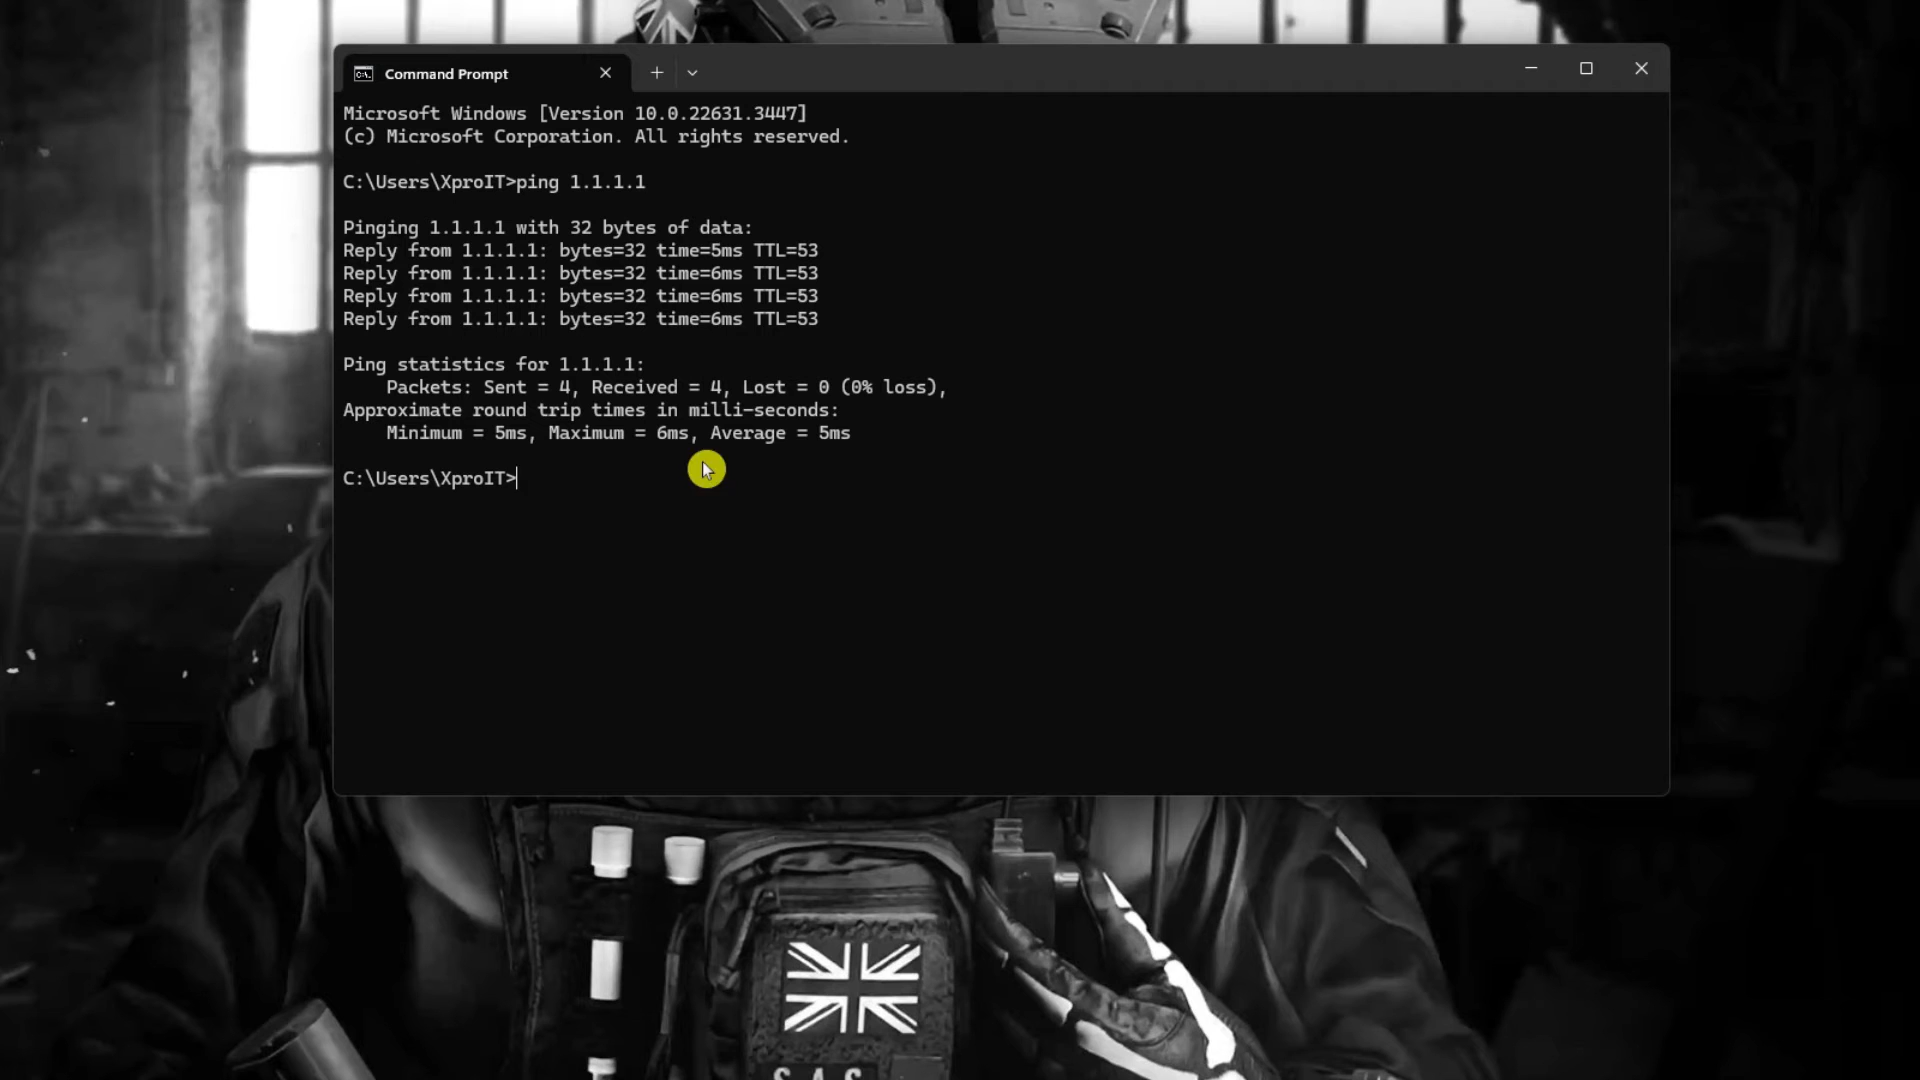 Command Prompt
Microsoft Windows [Version 10.0.22631.3447]
(c) Microsoft Corporation. All rights reserved.
C:\Users\XproIT>ping 1.1.1.1
Pinging 1.1.1.1 with 32 bytes of data:
Reply from 1.1.1.1: bytes=32 time=5ms TTL=53
Reply from 1.1.1.1: bytes=32 time=6ms TTL=53
Reply from 1.1.1.1: bytes=32 time=6ms TTL=53
Reply from 1.1.1.1: bytes=32 time=6ms TTL=53
Ping statistics for 1.1.1.1:
    Packets: Sent = 4, Received = 4, Lost = 0 (0% loss),
Approximate round trip times in milli-seconds:
    Minimum = 5ms, Maximum = 6ms, Average = 5ms
C:\Users\XproIT>
SAS